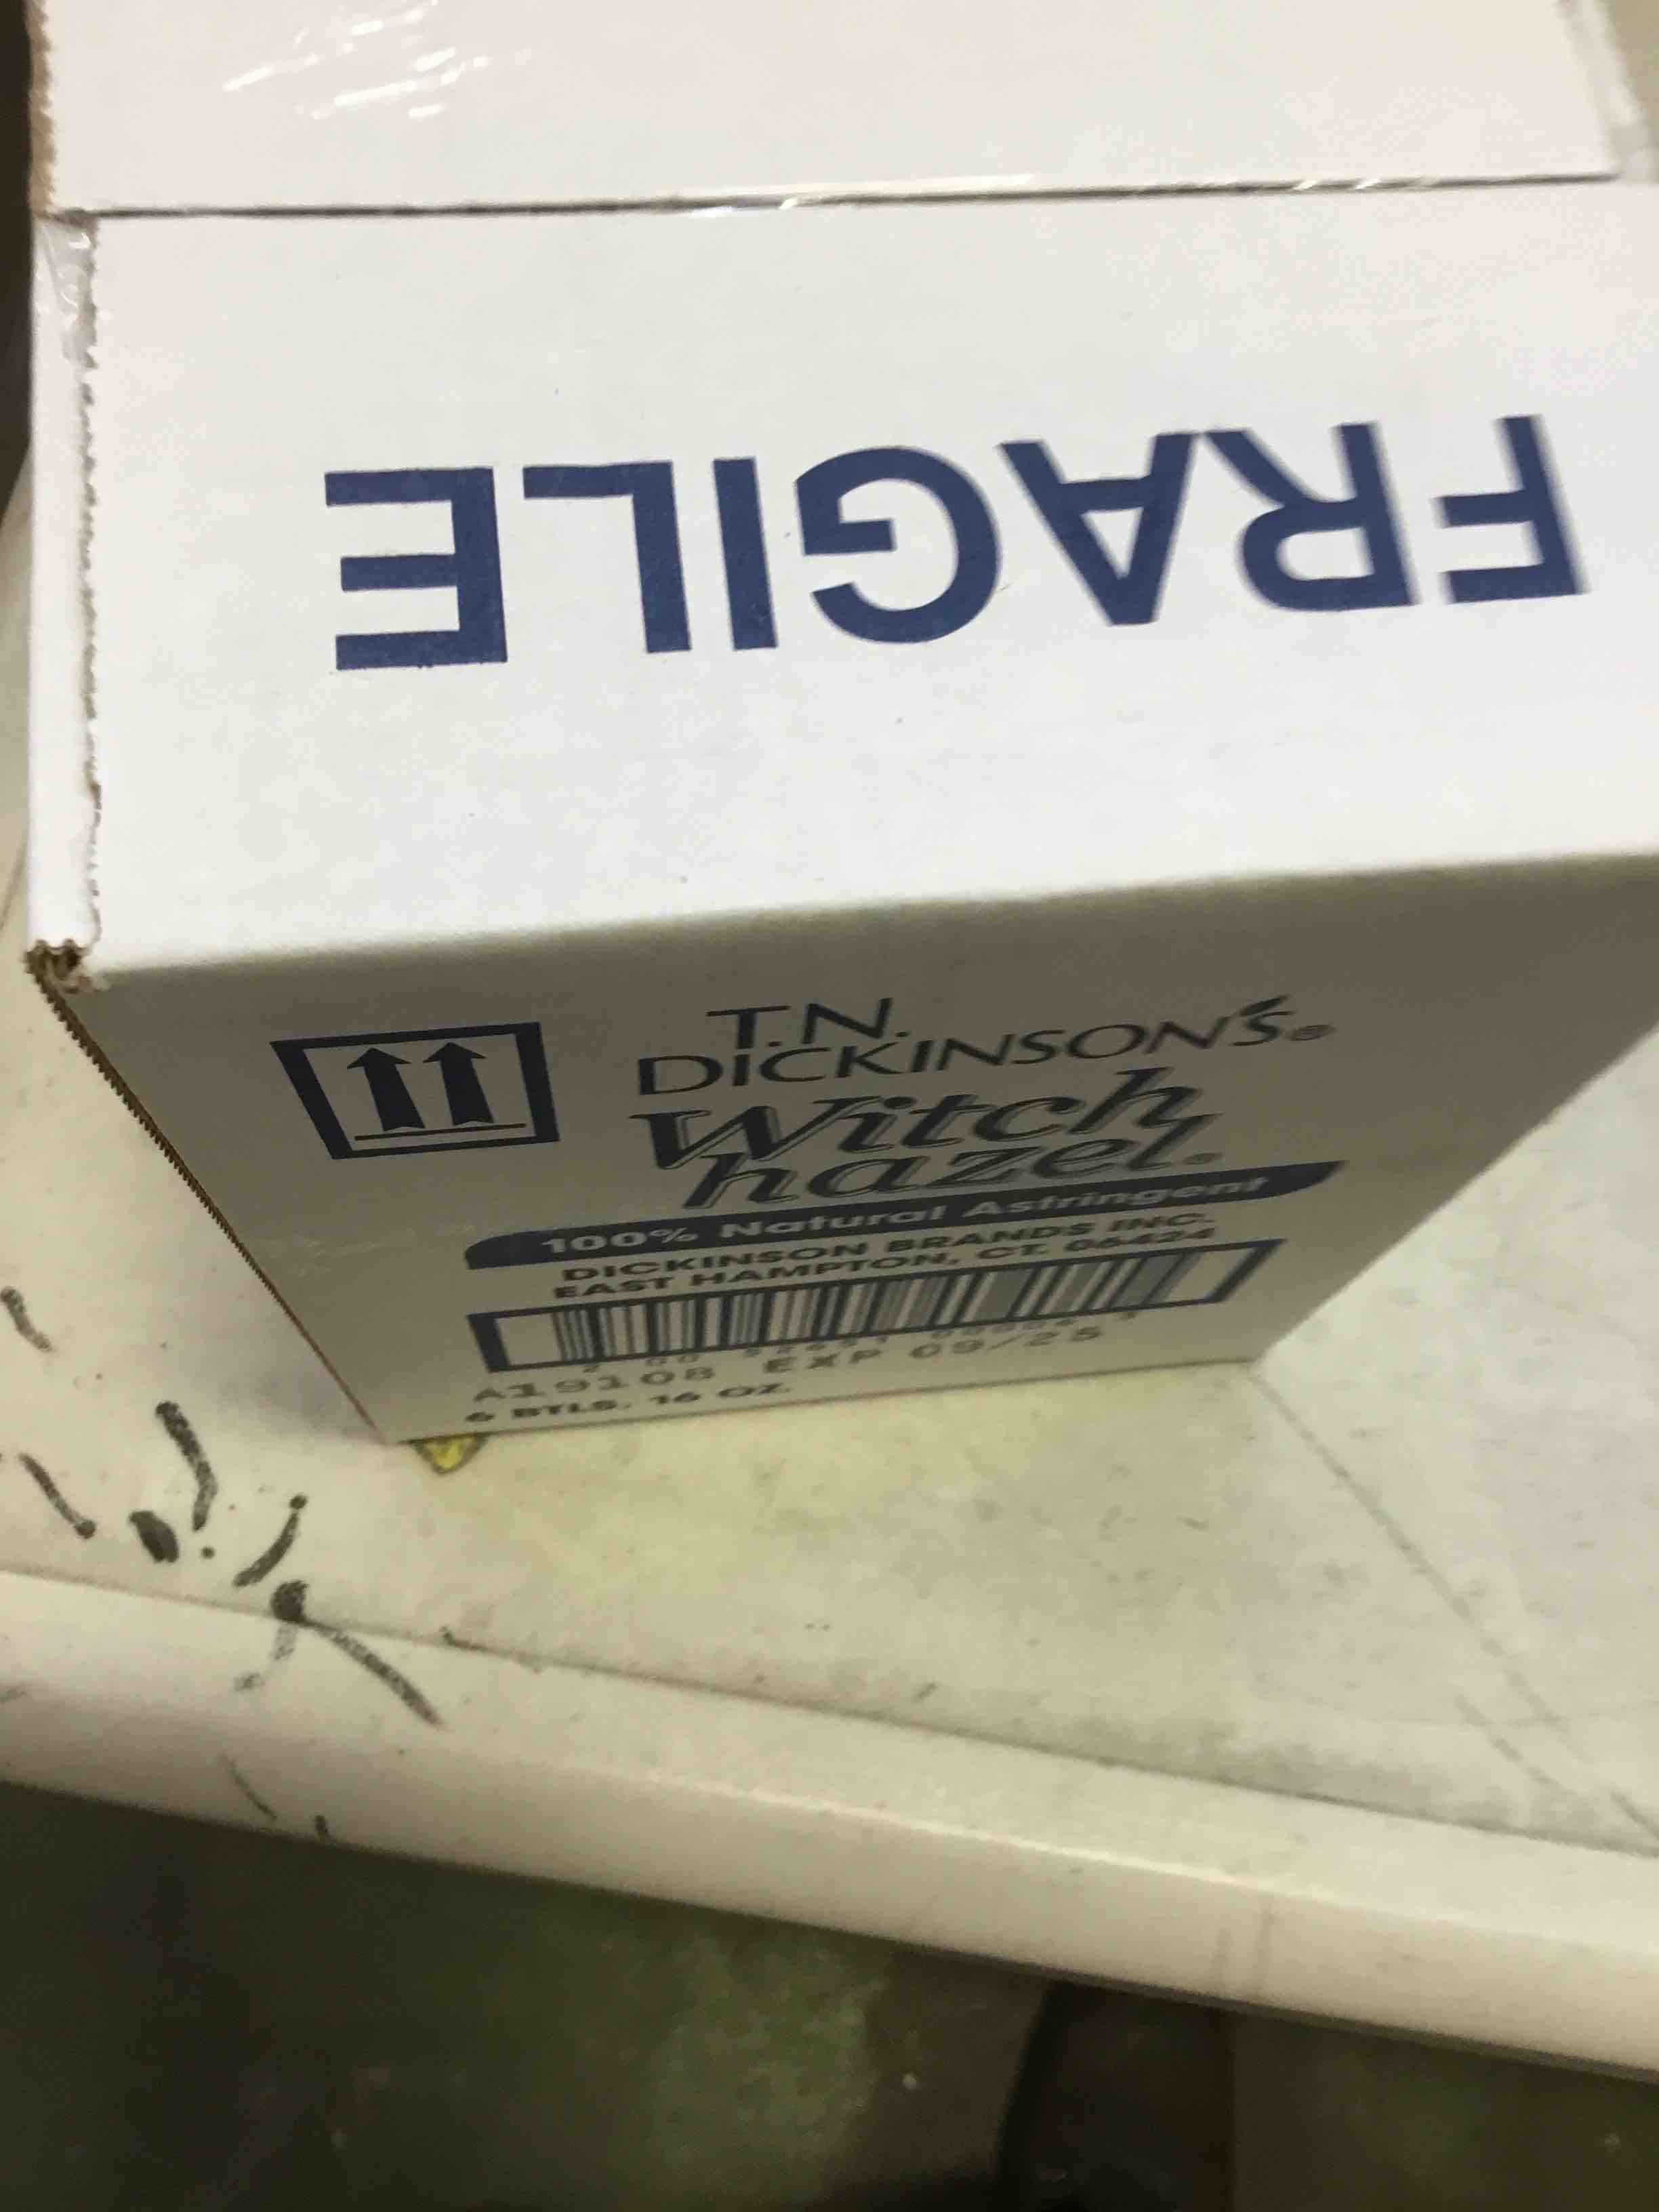 FRAGILE
T.N.
DICKINSON'S®
Witch
hazel.
100% Natural Astringent
DICKINSON BRANDS INC.
EAST HAMPTON, CT. 06424
A19108 EXP 09/25
6 BTLS. 16 OZ.